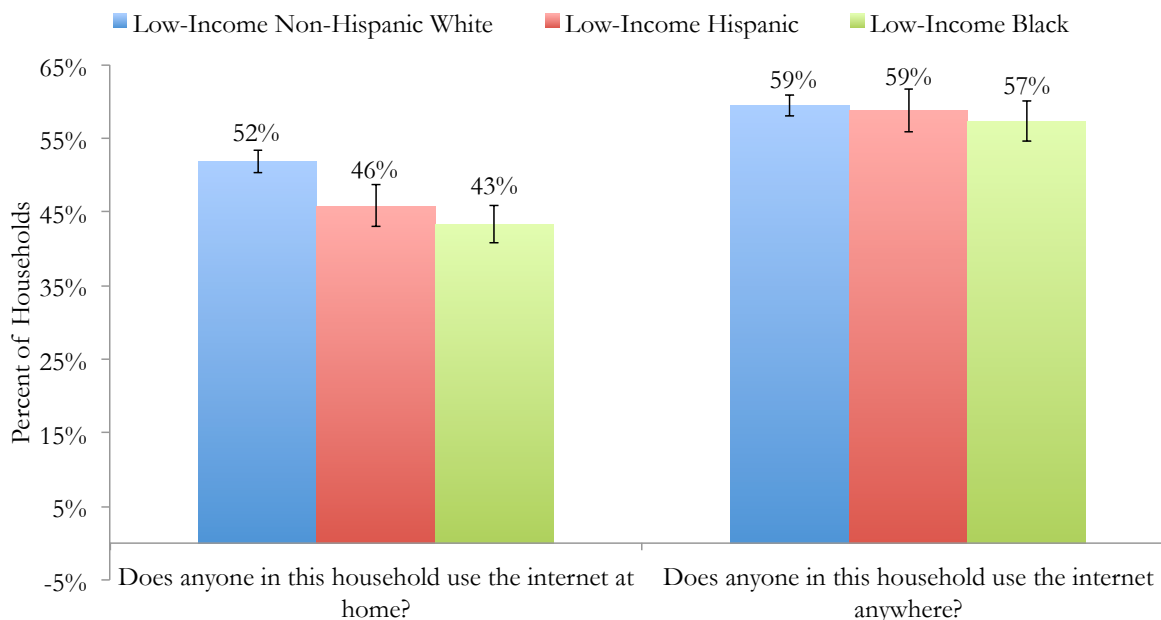 Low-Income Non-Hispanic White Low-Income Hispanic Low-Income Black
65%
55%
45%
35%
25%
15%
5%
-5%
Percent of Households
52%
46%
43%
59%
59%
57%
Does anyone in this household use the internet at
home?
Does anyone in this household use the internet
anywhere?